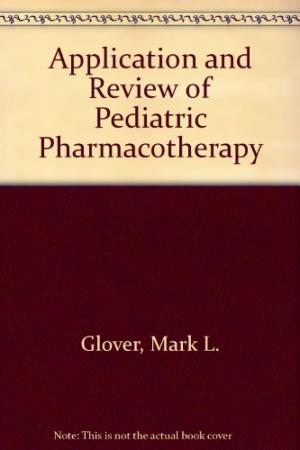 Application and
Review of
Pediatric
Pharmacotherapy
Glover, Mark L.
Note: This is not the actual book cover